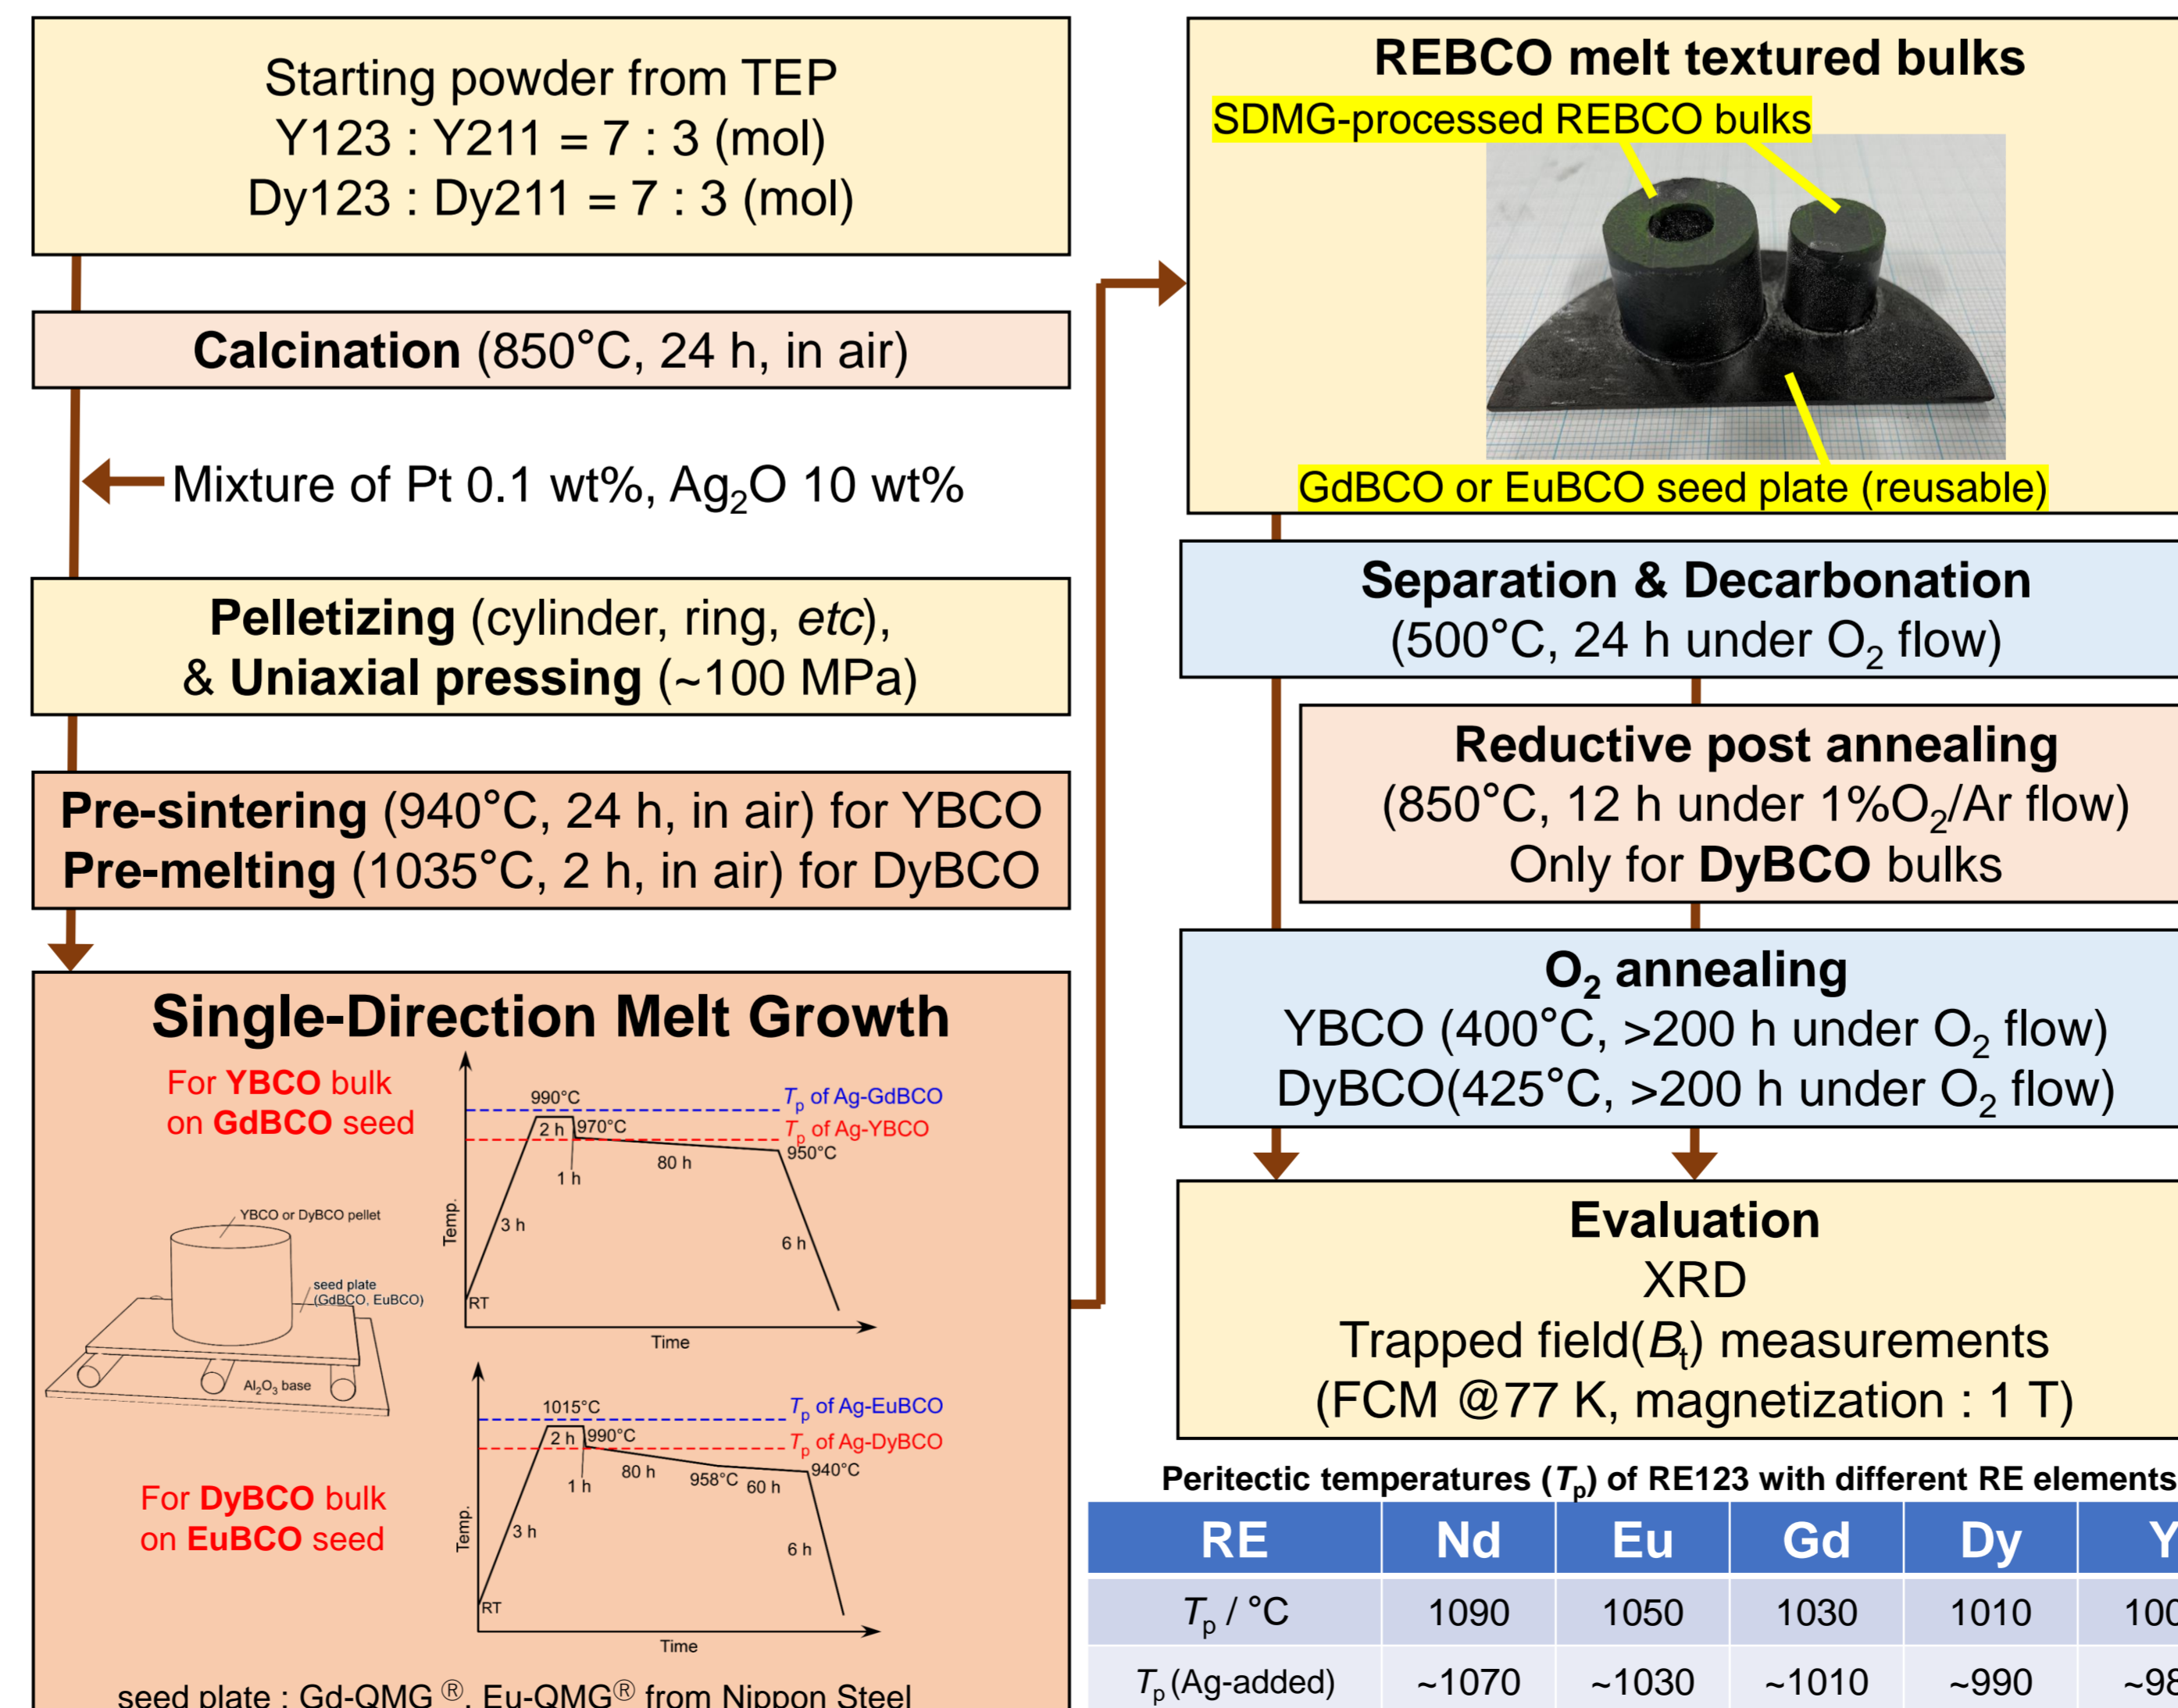 Starting powder from TEP
Y123 : Y211 = 7 : 3 (mol)
Dy123 : Dy211 = 7 : 3 (mol)
Calcination (850°C, 24 h, in air)
Mixture of Pt 0.1 wt%, Ag₂O 10 wt%
Pelletizing (cylinder, ring, etc),
& Uniaxial pressing (~100 MPa)
Pre-sintering (940°C, 24 h, in air) for YBCO
Pre-melting (1035°C, 2 h, in air) for DyBCO
Single-Direction Melt Growth
For YBCO bulk
on GdBCO seed
990°C
Tₚ of Ag-GdBCO
2 h
970°C
Tₚ of Ag-YBCO
950°C
80 h
1 h
3 h
6 h
RT
Temp.
Time
YBCO or DyBCO pellet
seed plate
(GdBCO, EuBCO)
Al₂O₃ base
For DyBCO bulk
on EuBCO seed
1015°C
Tₚ of Ag-EuBCO
2 h
990°C
Tₚ of Ag-DyBCO
80 h
958°C
60 h
940°C
1 h
3 h
6 h
RT
Temp.
Time
seed plate : Gd-QMG ®, Eu-QMG® from Nippon Steel
REBCO melt textured bulks
SDMG-processed REBCO bulks
GdBCO or EuBCO seed plate (reusable)
Separation & Decarbonation
(500°C, 24 h under O₂ flow)
Reductive post annealing
(850°C, 12 h under 1%O₂/Ar flow)
Only for DyBCO bulks
O₂ annealing
YBCO (400°C, >200 h under O₂ flow)
DyBCO(425°C, >200 h under O₂ flow)
Evaluation
XRD
Trapped field(Bₜ) measurements
(FCM @77 K, magnetization : 1 T)
Peritectic temperatures (Tₚ) of RE123 with different RE elements
RE Nd Eu Gd Dy Y
Tₚ / °C 1090 1050 1030 1010
Tₚ (Ag-added) ~1070 ~1030 ~1010 ~990